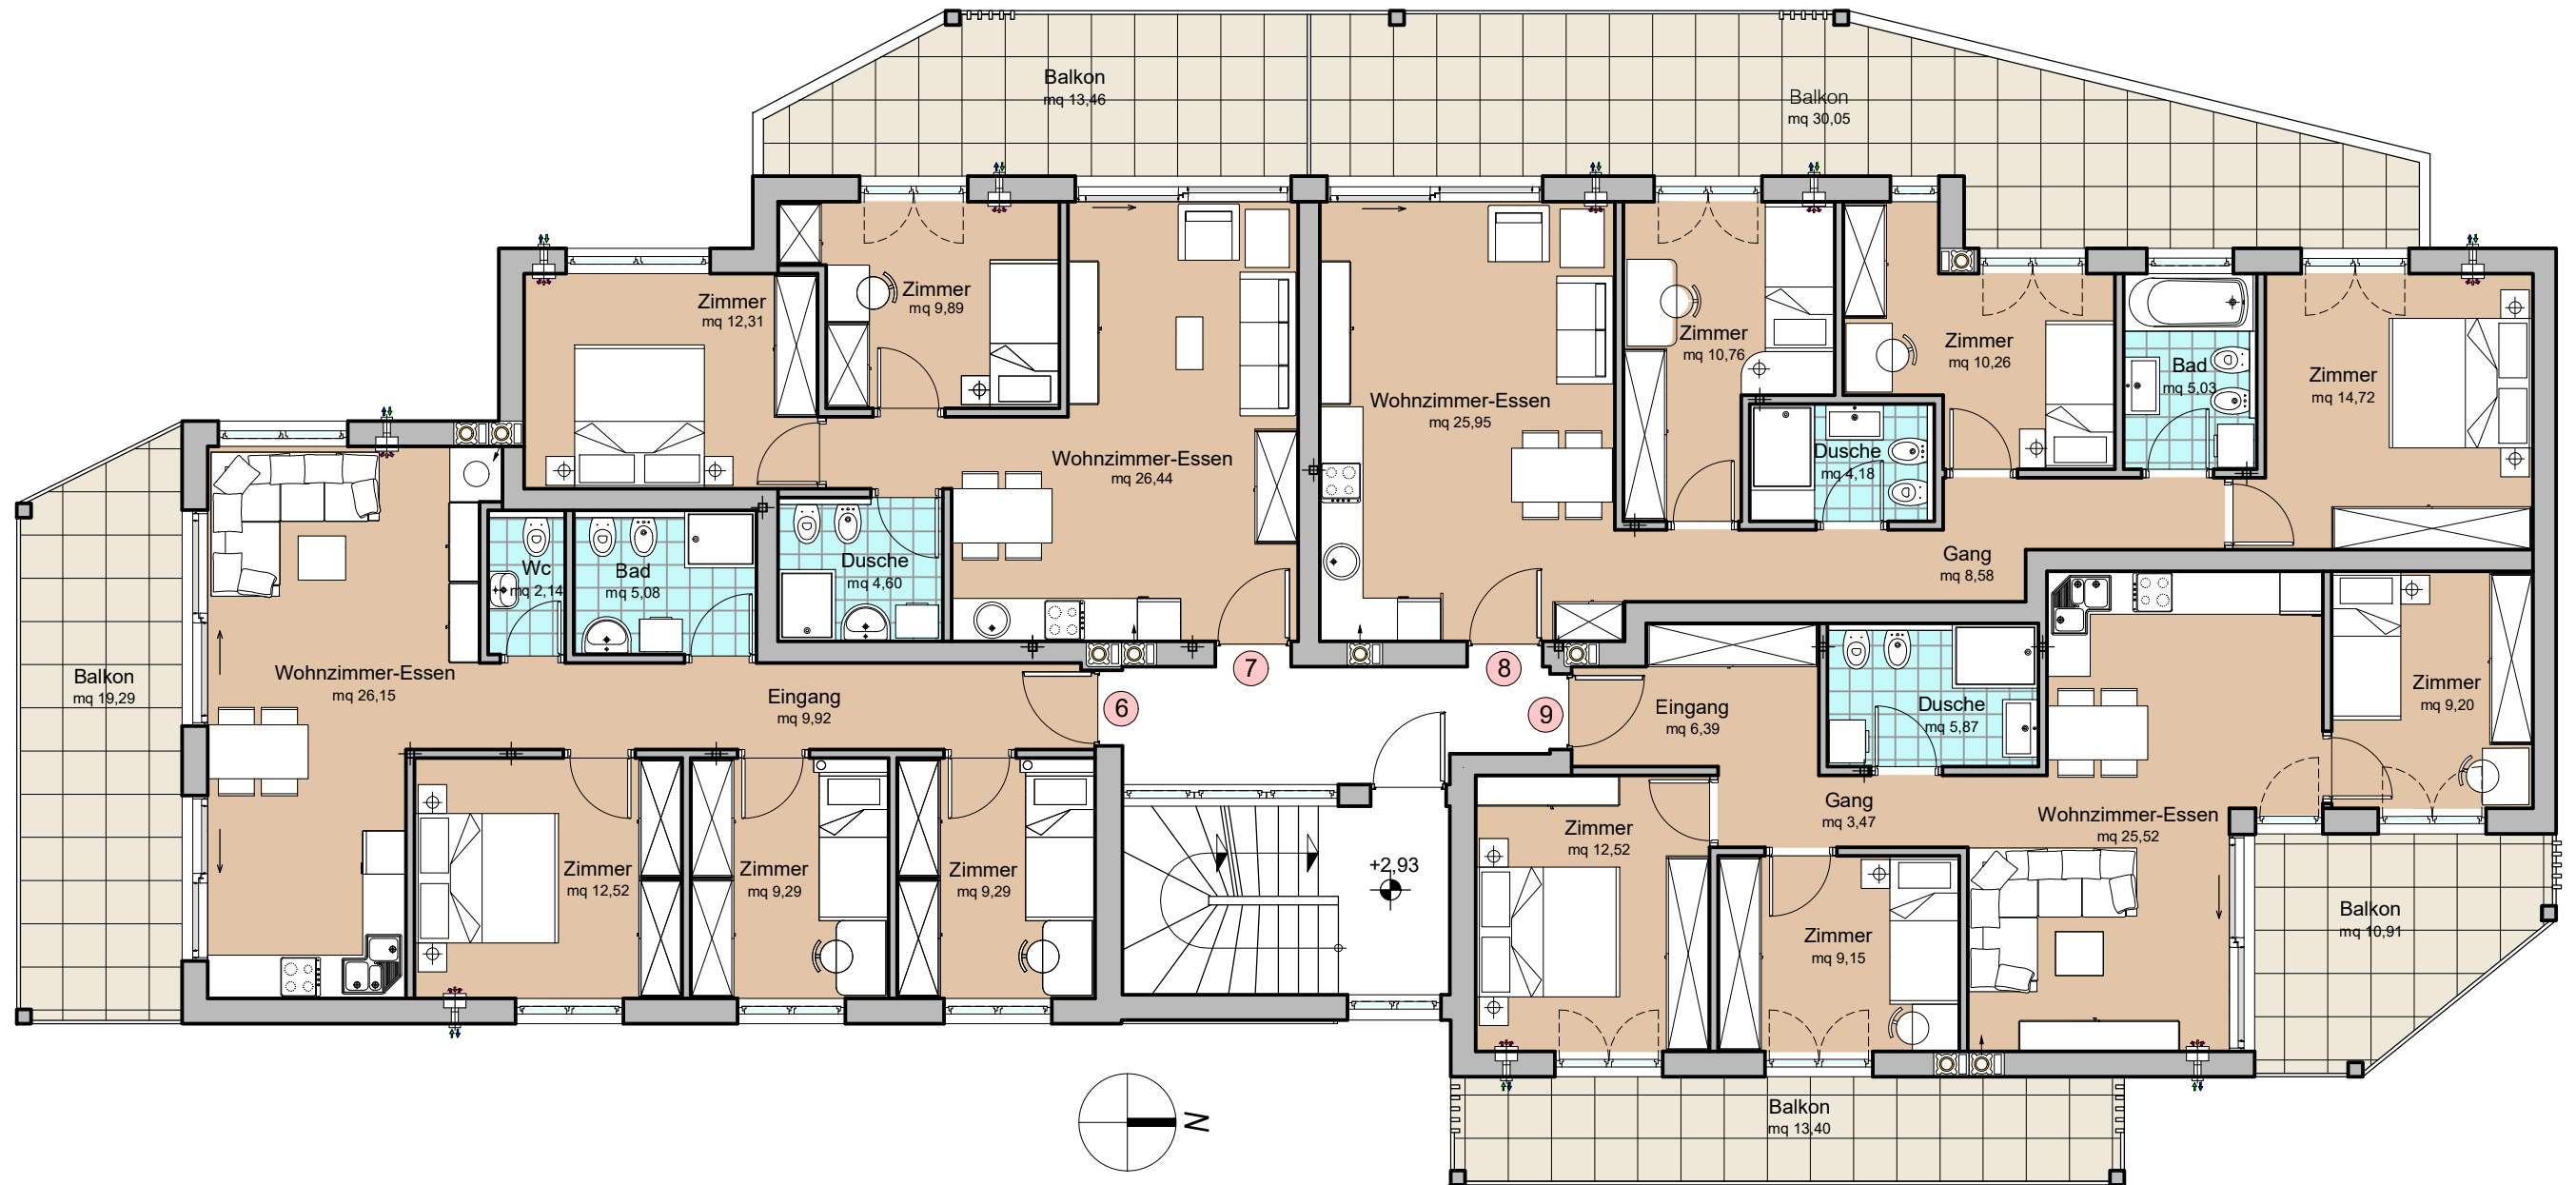 Balkon
mq 13,46
Balkon
mq 30,05
Zimmer
mq 12,31
Zimmer
mq 9,89
Zimmer
mq 10,76
Zimmer
mq 10,26
Bad
mq 5,03
Zimmer
mq 14,72
Wohnzimmer-Essen
mq 25,95
Wohnzimmer-Essen
mq 26,44
Dusche
mq 4,18
Wc
mq 2,14
Bad
mq 5,08
Dusche
mq 4,60
Gang
mq 8,58
Balkon
mq 19,29
Wohnzimmer-Essen
mq 26,15
Eingang
mq 9,92
6
7
8
9
Eingang
mq 6,39
Dusche
mq 5,87
Zimmer
mq 9,20
Zimmer
mq 12,52
Zimmer
mq 9,29
Zimmer
mq 9,29
+2,93
Zimmer
mq 12,52
Gang
mq 3,47
Wohnzimmer-Essen
mq 25,52
Zimmer
mq 9,15
Balkon
mq 10,91
Balkon
mq 13,40
N